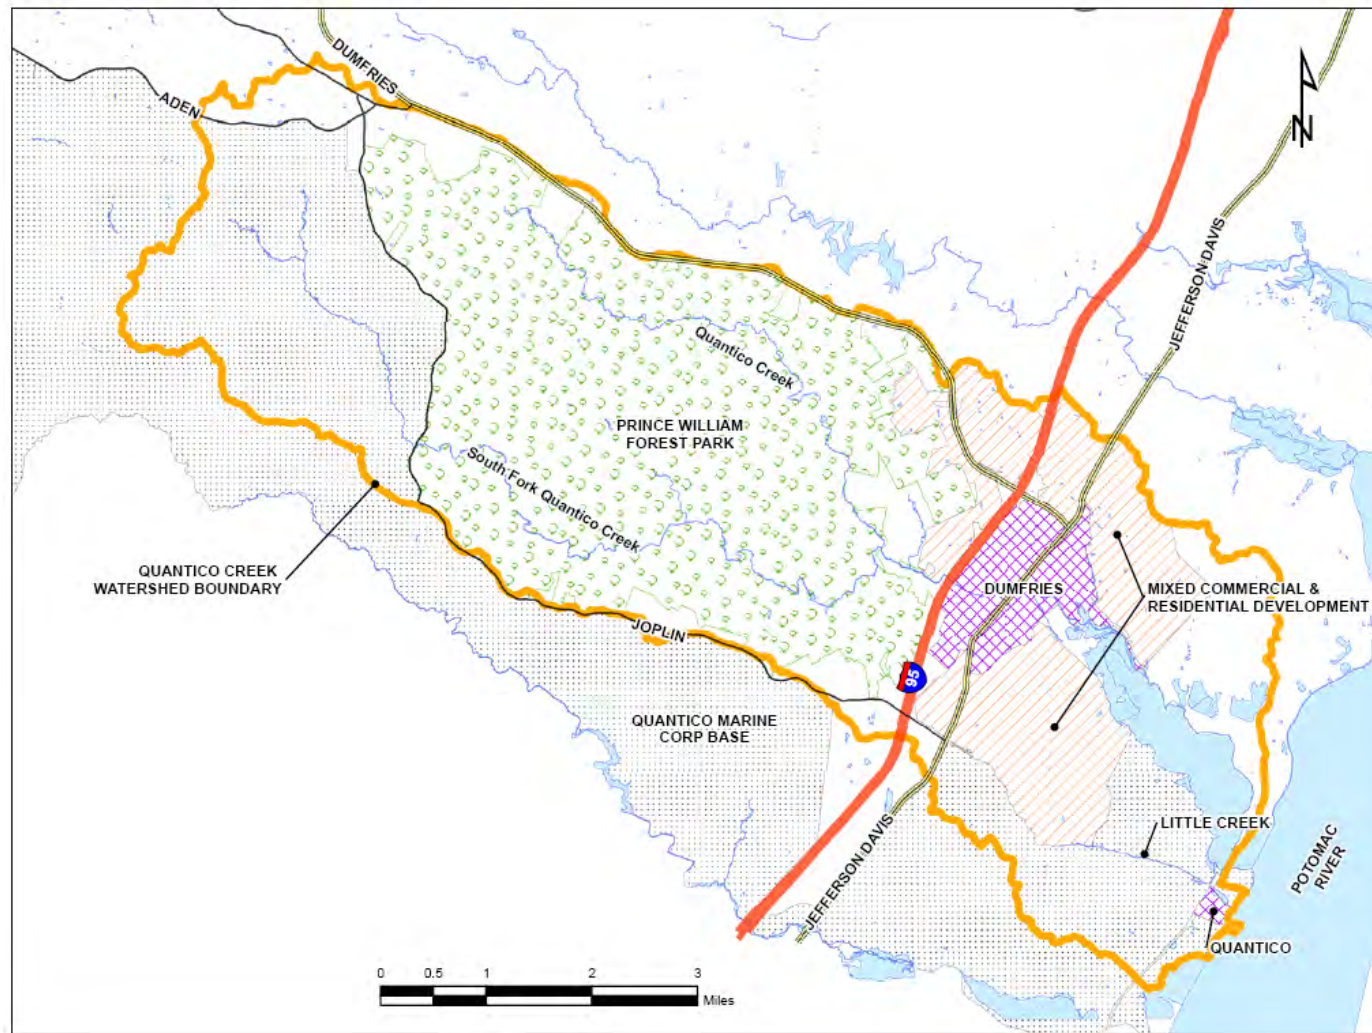 DUMFRIES
ADEN
N
JEFFERSON DAVIS
Quantico Creek
PRINCE WILLIAM
FOREST PARK
South Fork Quantico Creek
QUANTICO CREEK
WATERSHED BOUNDARY
DUMFRIES
MIXED COMMERCIAL &
RESIDENTIAL DEVELOPMENT
JOPLIN
95
QUANTICO MARINE
CORP BASE
LITTLE CREEK
POTOMAC
RIVER
JEFFERSON DAVIS
QUANTICO
0 0.5 1 2 3
Miles